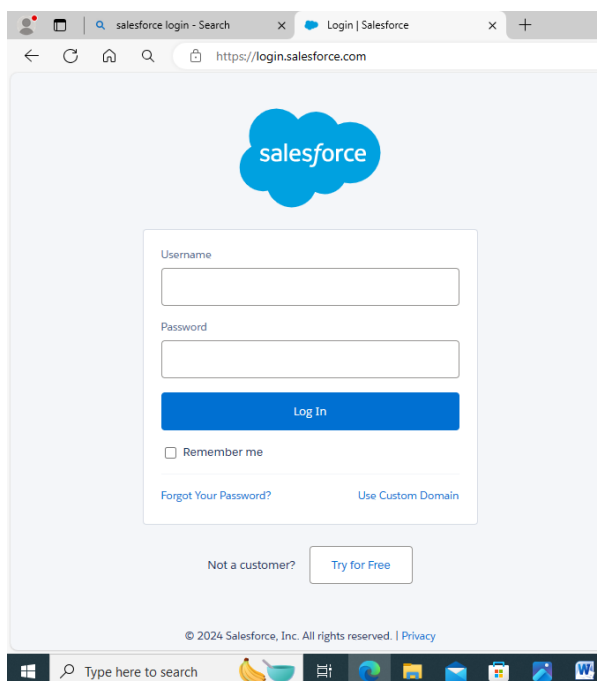 salesforce login - Search
Login | Salesforce
https://login.salesforce.com
salesforce
Username
Password
Log In
Remember me
Forgot Your Password? Use Custom Domain
Not a customer? Try for Free
© 2024 Salesforce, Inc. All rights reserved. | Privacy
Type here to search
W